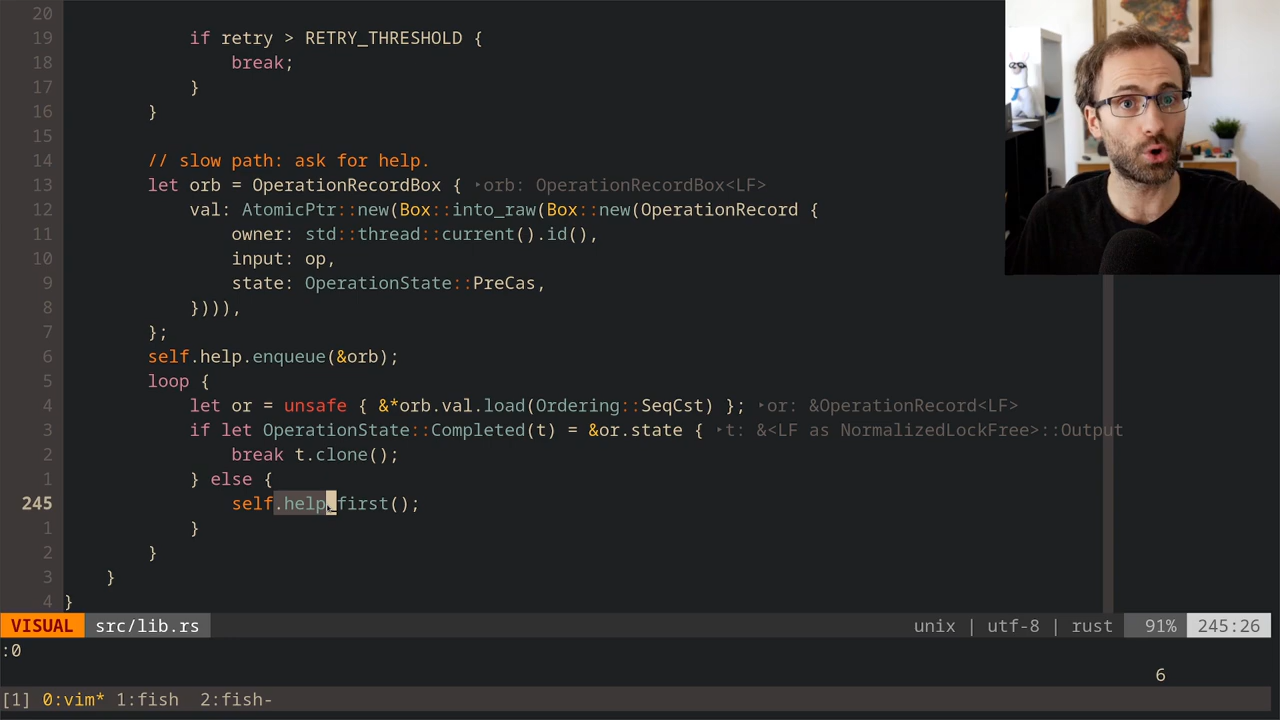 20
19 if retry > RETRY_THRESHOLD {
18 break;
17 }
16 }
15
14 // slow path: ask for help.
13 let orb = OperationRecordBox { ‣orb: OperationRecordBox<LF>
12 val: AtomicPtr::new(Box::into_raw(Box::new(OperationRecord {
11 owner: std::thread::current().id(),
10 input: op,
9 state: OperationState::PreCas,
8 }))),
7 };
6 self.help.enqueue(&orb);
5 loop {
4 let or = unsafe { &*orb.val.load(Ordering::SeqCst) }; ‣or: &OperationRecord<LF>
3 if let OperationState::Completed(t) = &or.state { ‣t: &<LF as NormalizedLockFree>::Output
2 break t.clone();
1 } else {
245 self.help.first();
1 }
2 }
3 }
4 }
VISUAL src/lib.rs unix | utf-8 | rust 91% 245:26
:0
6
[1] 0:vim* 1:fish 2:fish-